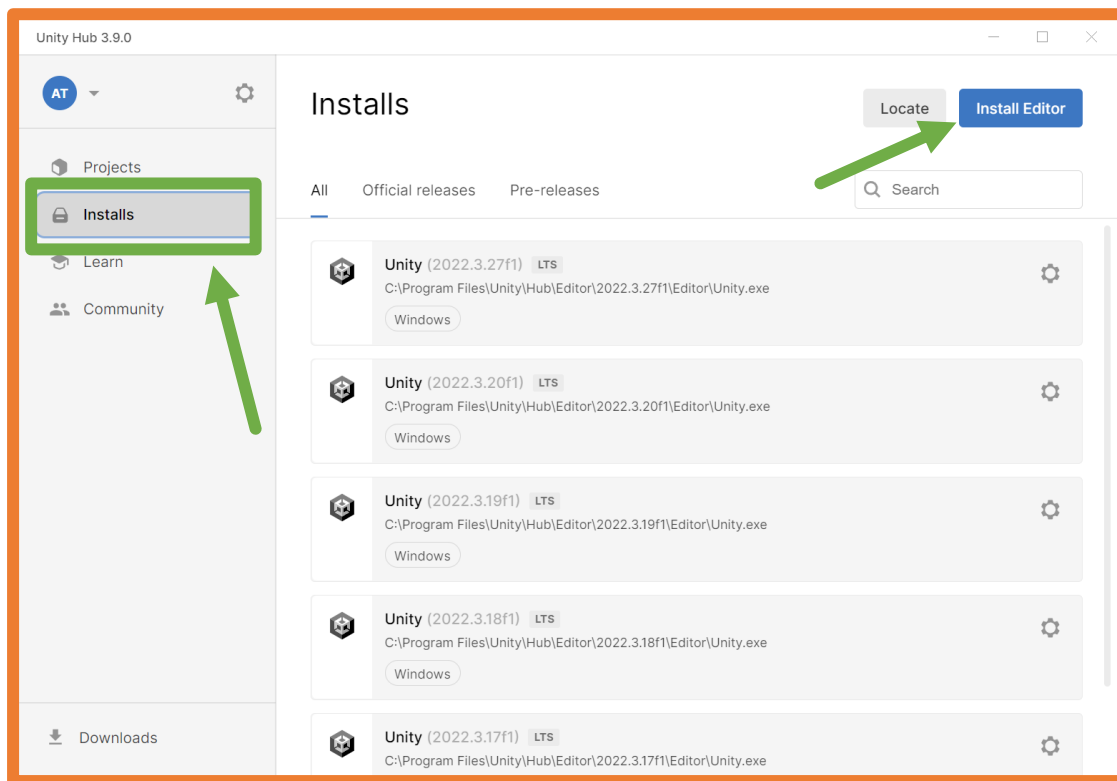 Unity Hub 3.9.0
AT
Projects
Installs
Learn
Community
Downloads
Installs
Locate
Install Editor
All
Official releases
Pre-releases
Search
Unity (2022.3.27f1) LTS
C:\Program Files\Unity\Hub\Editor\2022.3.27f1\Editor\Unity.exe
Windows
Unity (2022.3.20f1) LTS
C:\Program Files\Unity\Hub\Editor\2022.3.20f1\Editor\Unity.exe
Windows
Unity (2022.3.19f1) LTS
C:\Program Files\Unity\Hub\Editor\2022.3.19f1\Editor\Unity.exe
Windows
Unity (2022.3.18f1) LTS
C:\Program Files\Unity\Hub\Editor\2022.3.18f1\Editor\Unity.exe
Windows
Unity (2022.3.17f1) LTS
C:\Program Files\Unity\Hub\Editor\2022.3.17f1\Editor\Unity.exe